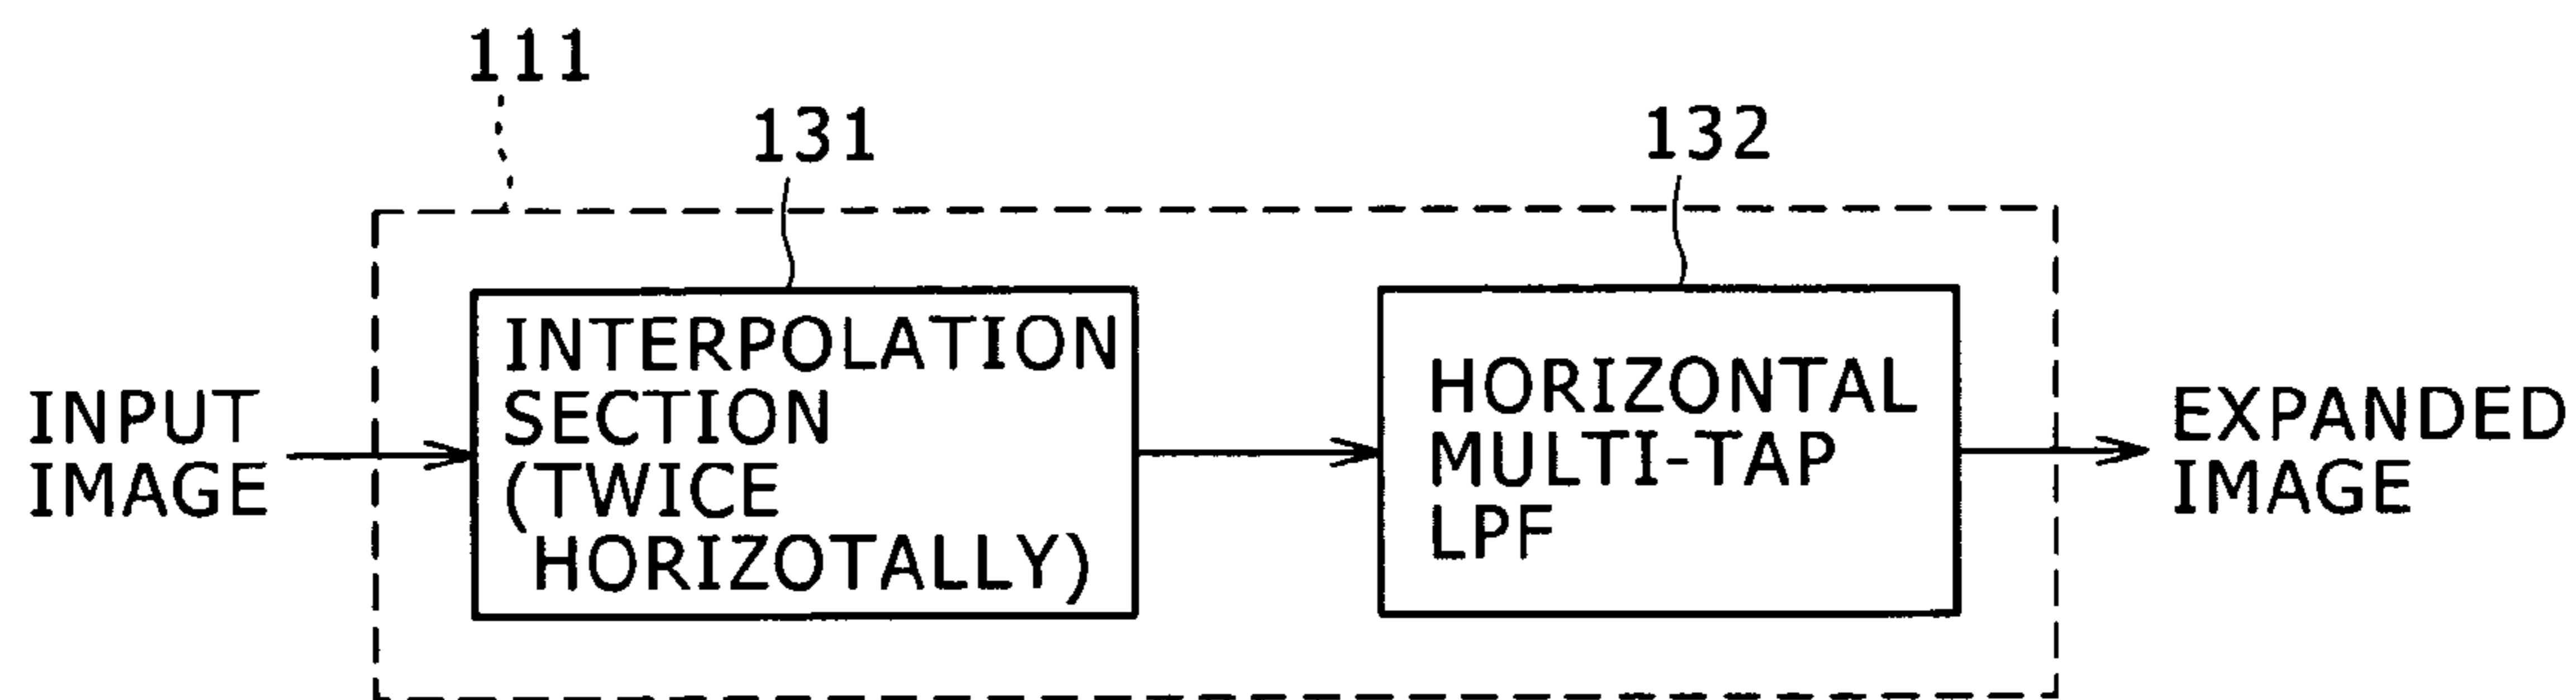 111
131
132
INPUT
IMAGE
INTERPOLATION
SECTION
(TWICE
HORIZOTALLY)
HORIZONTAL
MULTI-TAP
LPF
EXPANDED
IMAGE